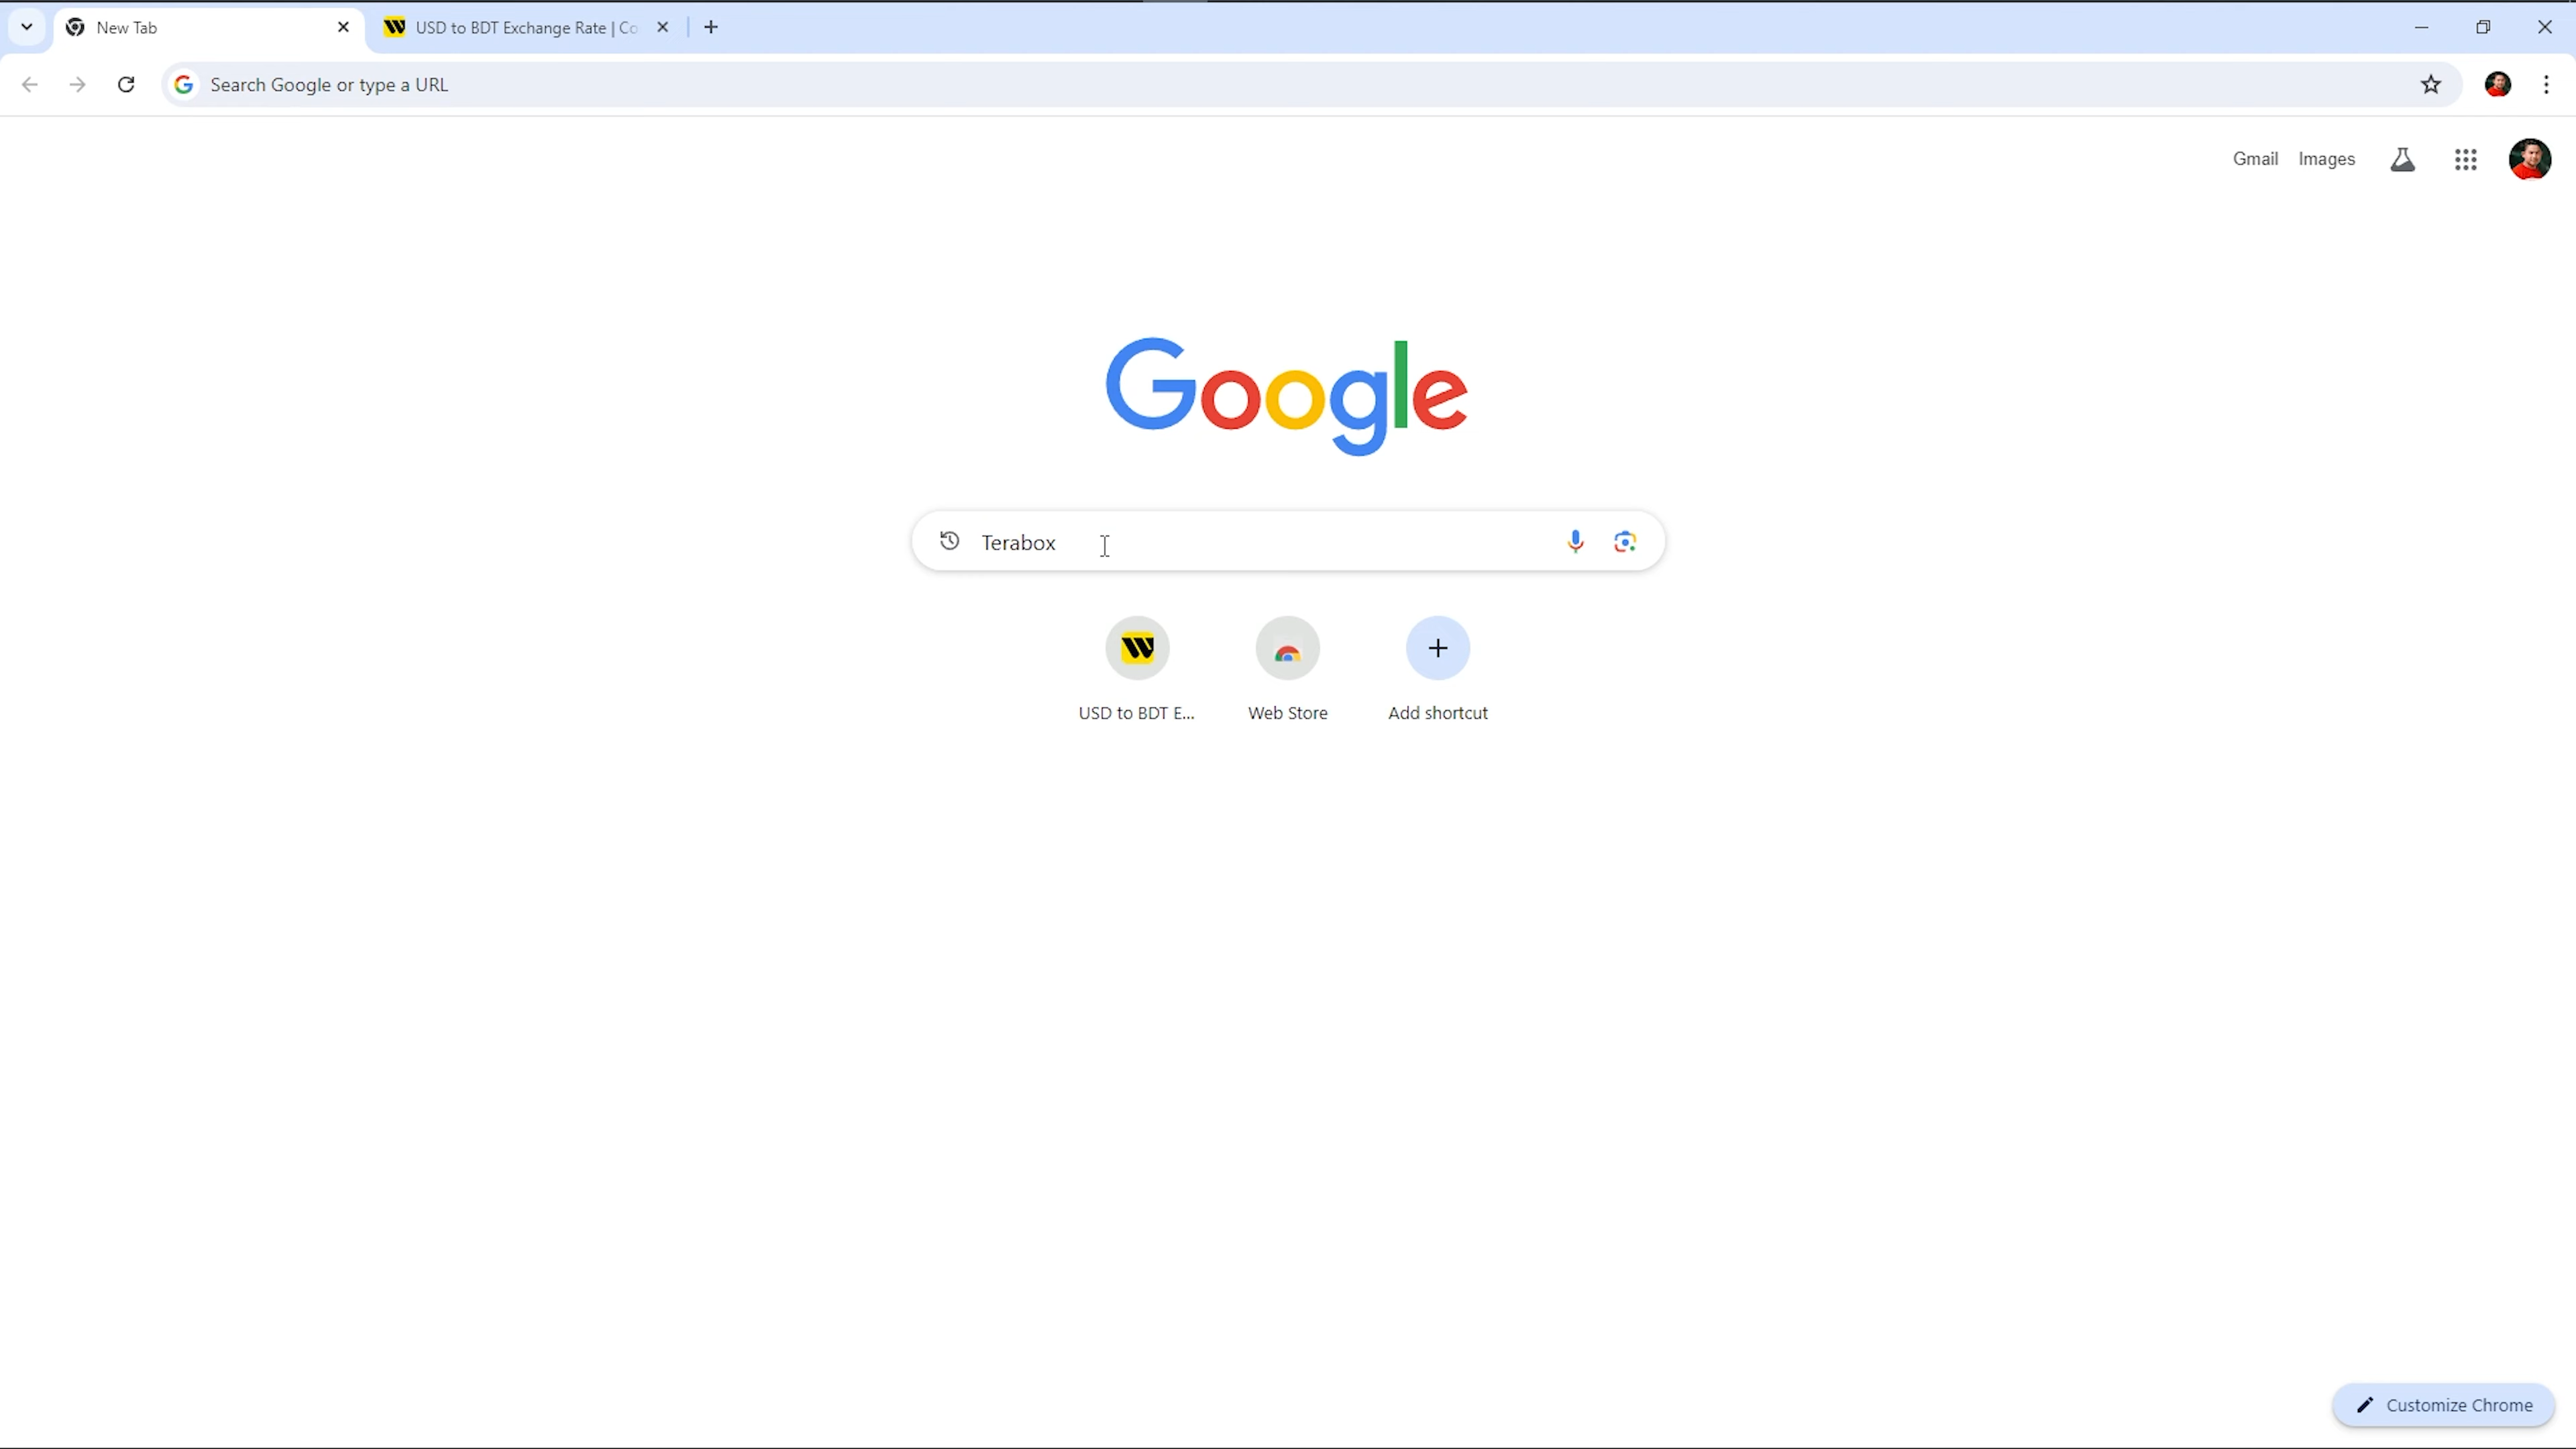 New Tab
USD to BDT Exchange Rate | Co
Search Google or type a URL
Gmail Images
Google
Terabox
USD to BDT E...
Web Store
Add shortcut
Customize Chrome